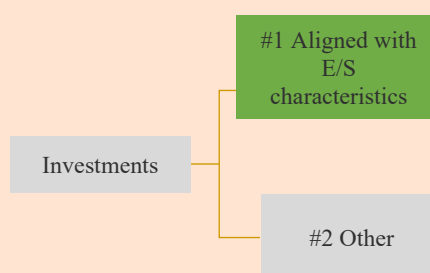 #1 Aligned with
E/S
characteristics
Investments
#2 Other